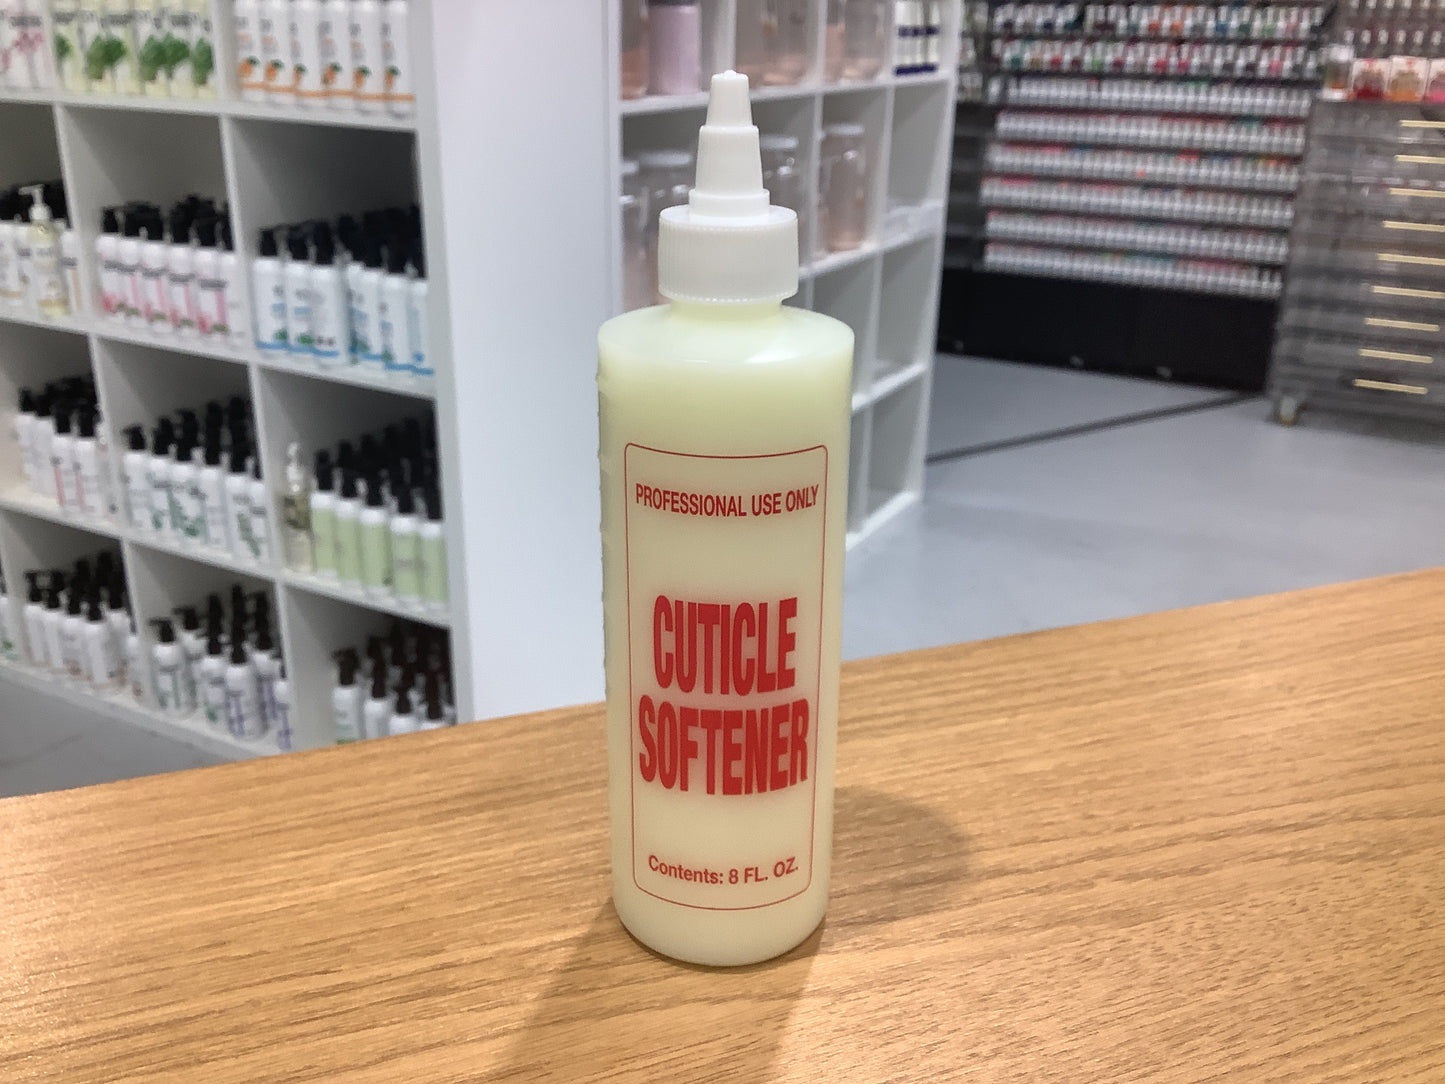 PROFESSIONAL USE ONLY
CUTICLE
SOFTENER
Contents: 8 FL. OZ.